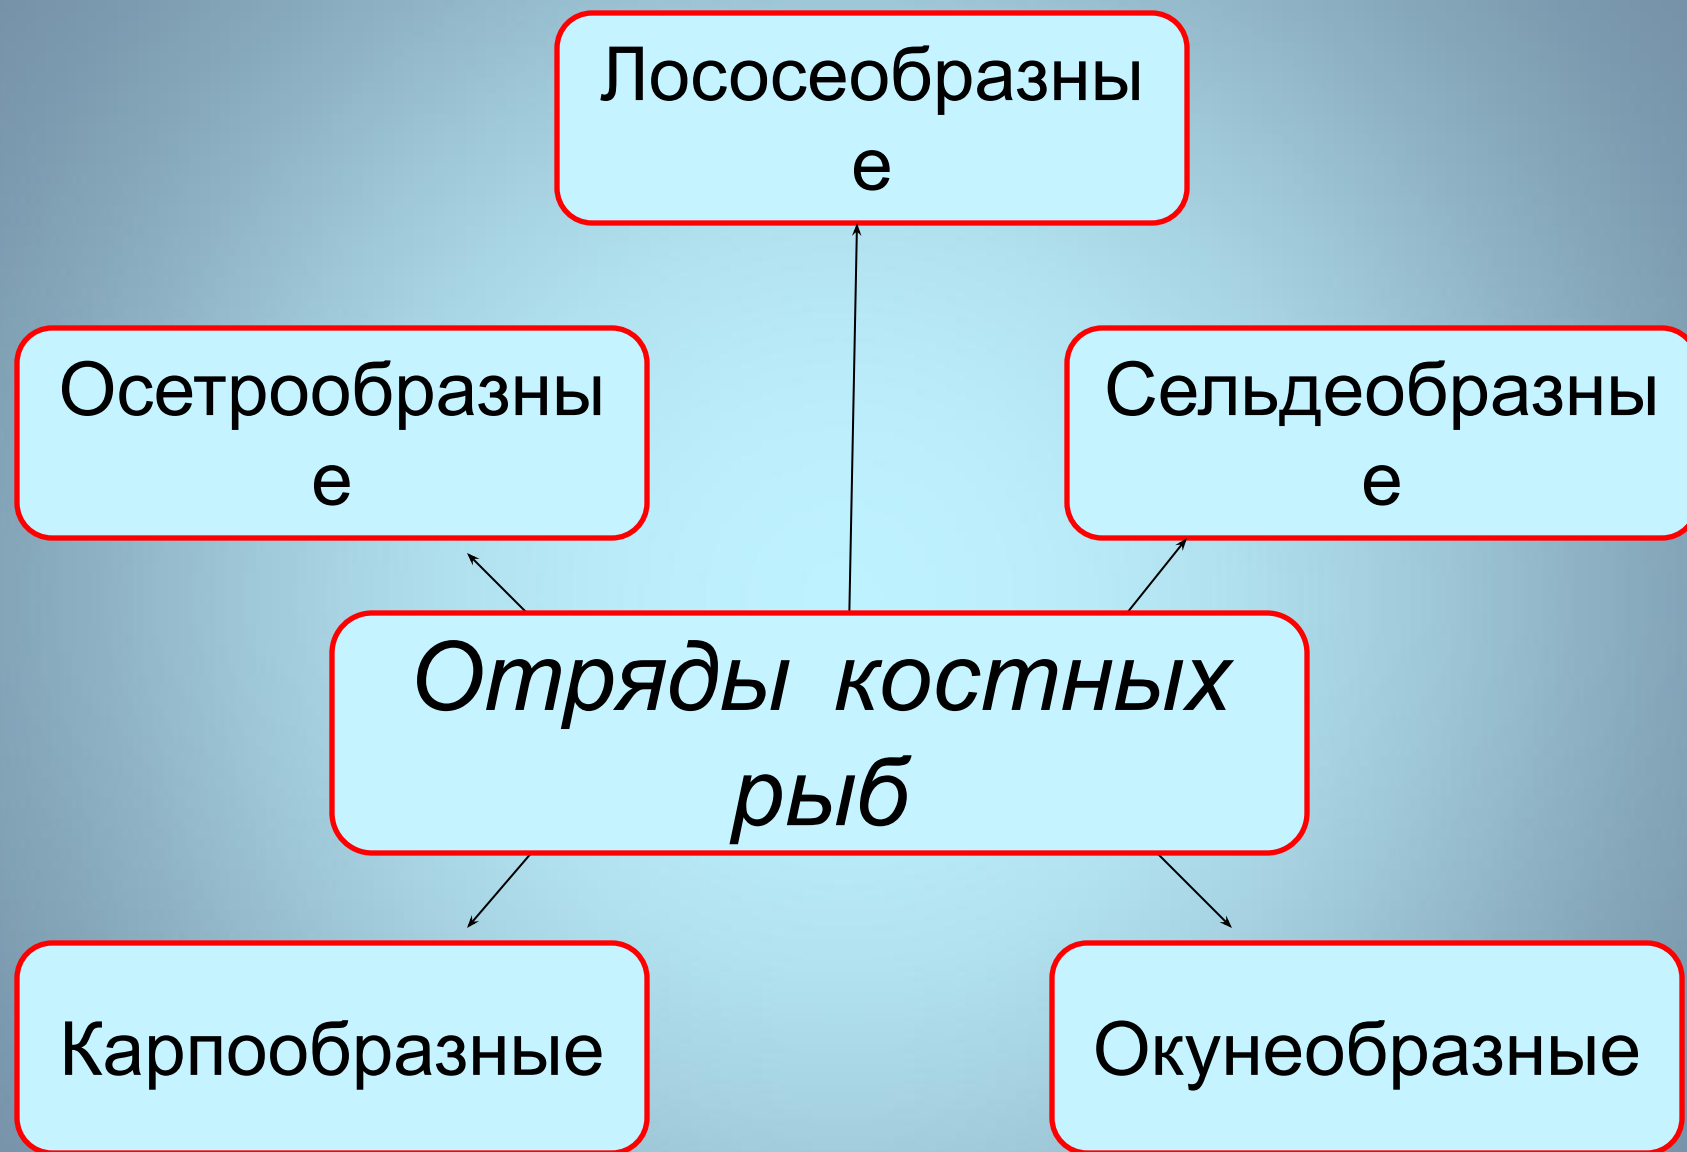 Лососеобразны
е
Осетрообразны
е
Сельдеобразны
е
Отряды костных
рыб
Карпообразные
Окунеобразные